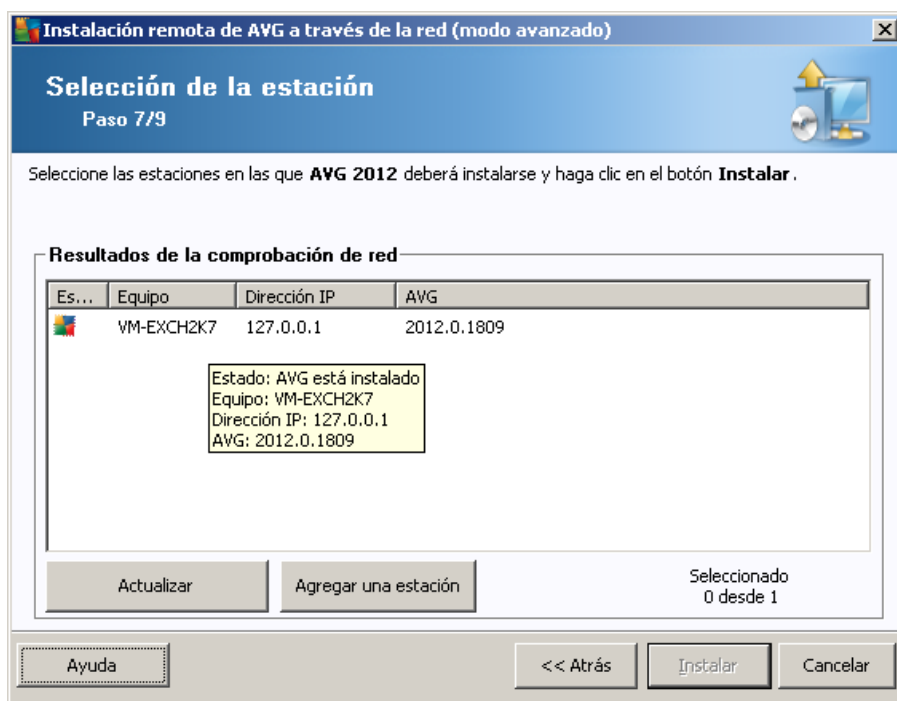 Instalación remota de AVG a través de la red (modo avanzado)
Selección de la estación
Paso 7/9
Seleccione las estaciones en las que AVG 2012 deberá instalarse y haga clic en el botón Instalar.
Resultados de la comprobación de red
Es... Equipo Dirección IP AVG
VM-EXCH2K7 127.0.0.1 2012.0.1809
Estado: AVG está instalado
Equipo: VM-EXCH2K7
Dirección IP: 127.0.0.1
AVG: 2012.0.1809
Actualizar Agregar una estación Seleccionado
0 desde 1
Ayuda << Atrás Instalar Cancelar